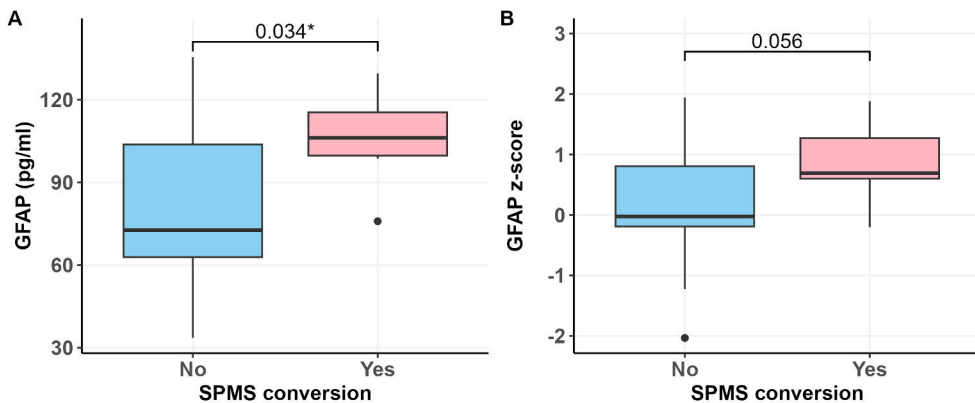 A
0.034*
120
90
60
30
GFAP (pg/ml)
No Yes
SPMS conversion
B
0.056
3
2
1
0
-1
-2
GFAP z-score
No Yes
SPMS conversion